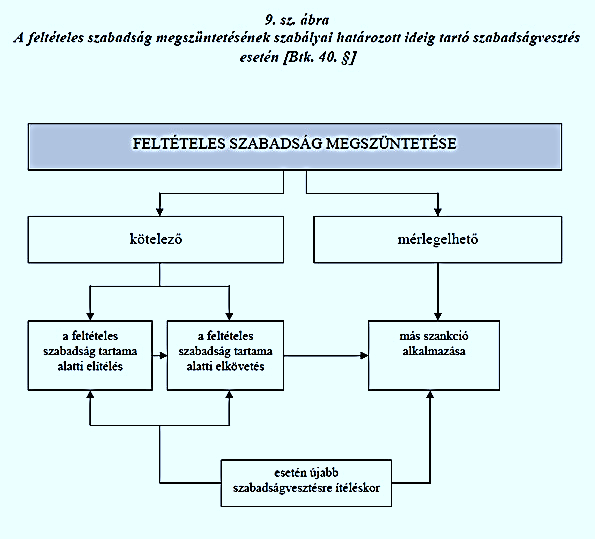 9. sz. ábra
A feltételes szabadság megszüntetésének szabályai határozott ideig tartó szabadságvesztés
esetén [Btk. 40. §]
FELTÉTELES SZABADSÁG MEGSZÜNTETÉSE
kötelező
mérlegelhető
a feltételes
szabadság tartama
alatti elítélés
a feltételes
szabadság tartama
alatti elkövetés
más szankció
alkalmazása
esetén újabb
szabadságvesztésre ítéléskor